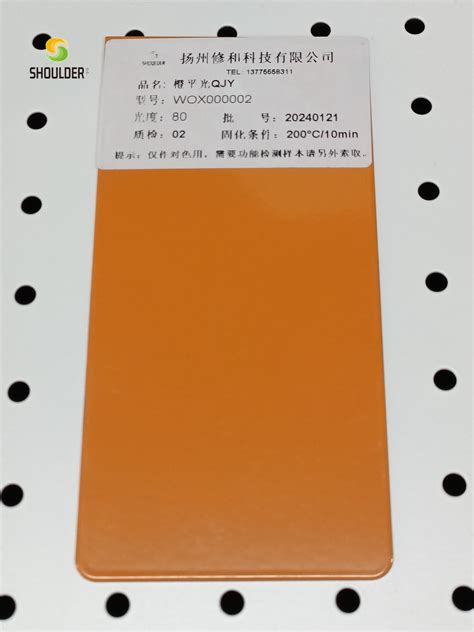 SHOULDER
SHOULDER
扬州修和科技有限公司
TEL: 13775658311
品名: 橙平光QJY
型号: WOX000002
光度: 80 批 号: 20240121
质检: 02 固化条件: 200°C/10min
提示: 仅作对色用, 需要功能检测样本请另外索取.